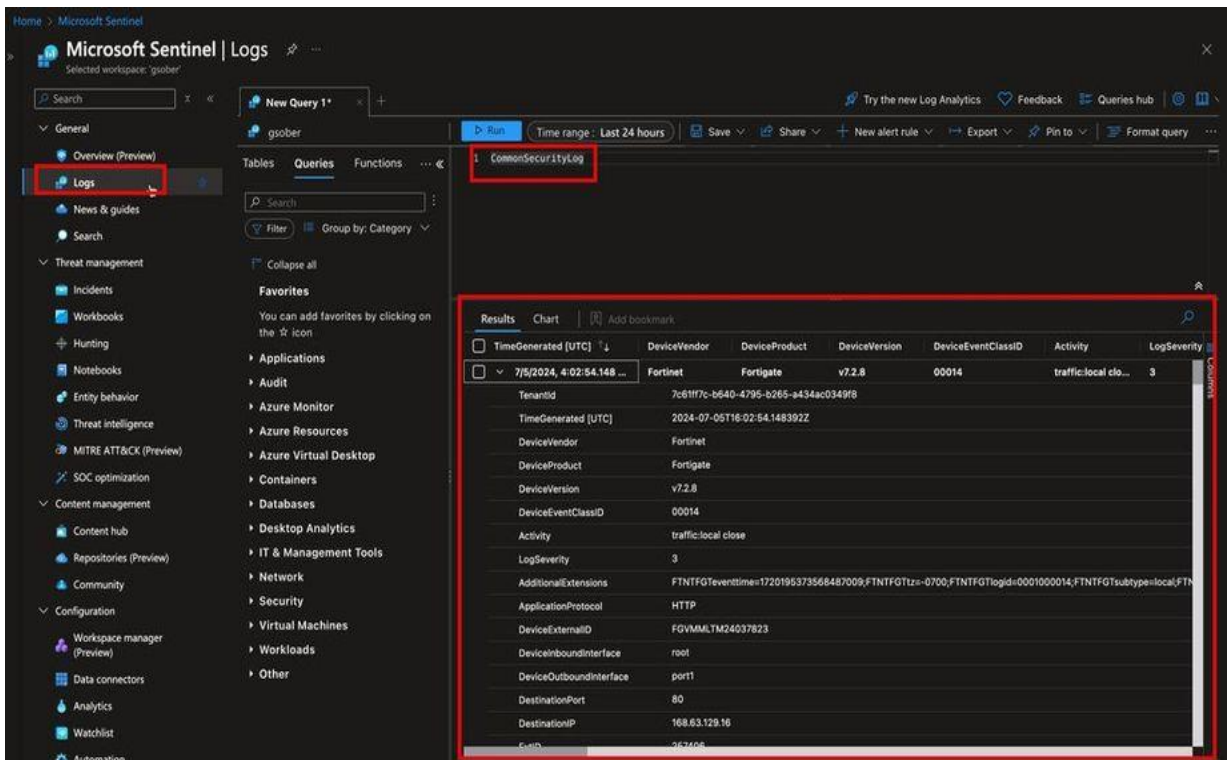 Home > Microsoft Sentinel
Microsoft Sentinel | Logs
Selected workspace: 'gsober'
Search
General
Overview (Preview)
Logs
News & guides
Search
Threat management
Incidents
Workbooks
Hunting
Notebooks
Entity behavior
Threat intelligence
MITRE ATT&CK (Preview)
SOC optimization
Content management
Content hub
Repositories (Preview)
Community
Configuration
Workspace manager
(Preview)
Data connectors
Analytics
Watchlist
Automation
New Query 1*
Try the new Log Analytics Feedback Queries hub
gsober
Run Time range : Last 24 hours Save Share New alert rule Export Pin to Format query
Tables Queries Functions
Search
Filter Group by: Category
Collapse all
Favorites
You can add favorites by clicking on
the ☆ icon
Applications
Audit
Azure Monitor
Azure Resources
Azure Virtual Desktop
Containers
Databases
Desktop Analytics
IT & Management Tools
Network
Security
Virtual Machines
Workloads
Other
1 CommonSecurityLog
Results Chart Add bookmark
TimeGenerated [UTC] DeviceVendor DeviceProduct DeviceVersion DeviceEventClassID Activity LogSeverity
Columns
7/5/2024, 4:02:54.148 ... Fortinet Fortigate v7.2.8 00014 traffic:local clo... 3
TenantId 7c61ff7c-b640-4795-b265-a434ac0349f8
TimeGenerated [UTC] 2024-07-05T16:02:54.148392Z
DeviceVendor Fortinet
DeviceProduct Fortigate
DeviceVersion v7.2.8
DeviceEventClassID 00014
Activity traffic:local close
LogSeverity 3
AdditionalExtensions FTNTFGTeventtime=1720195373568487009;FTNTFGTtz=-0700;FTNTFGTlogid=0001000014;FTNTFGTsubtype=local;FTN
ApplicationProtocol HTTP
DeviceExternalID FGVMMLTM24037823
DeviceInboundInterface root
DeviceOutboundInterface port1
DestinationPort 80
DestinationIP 168.63.129.16
ExtID 257406